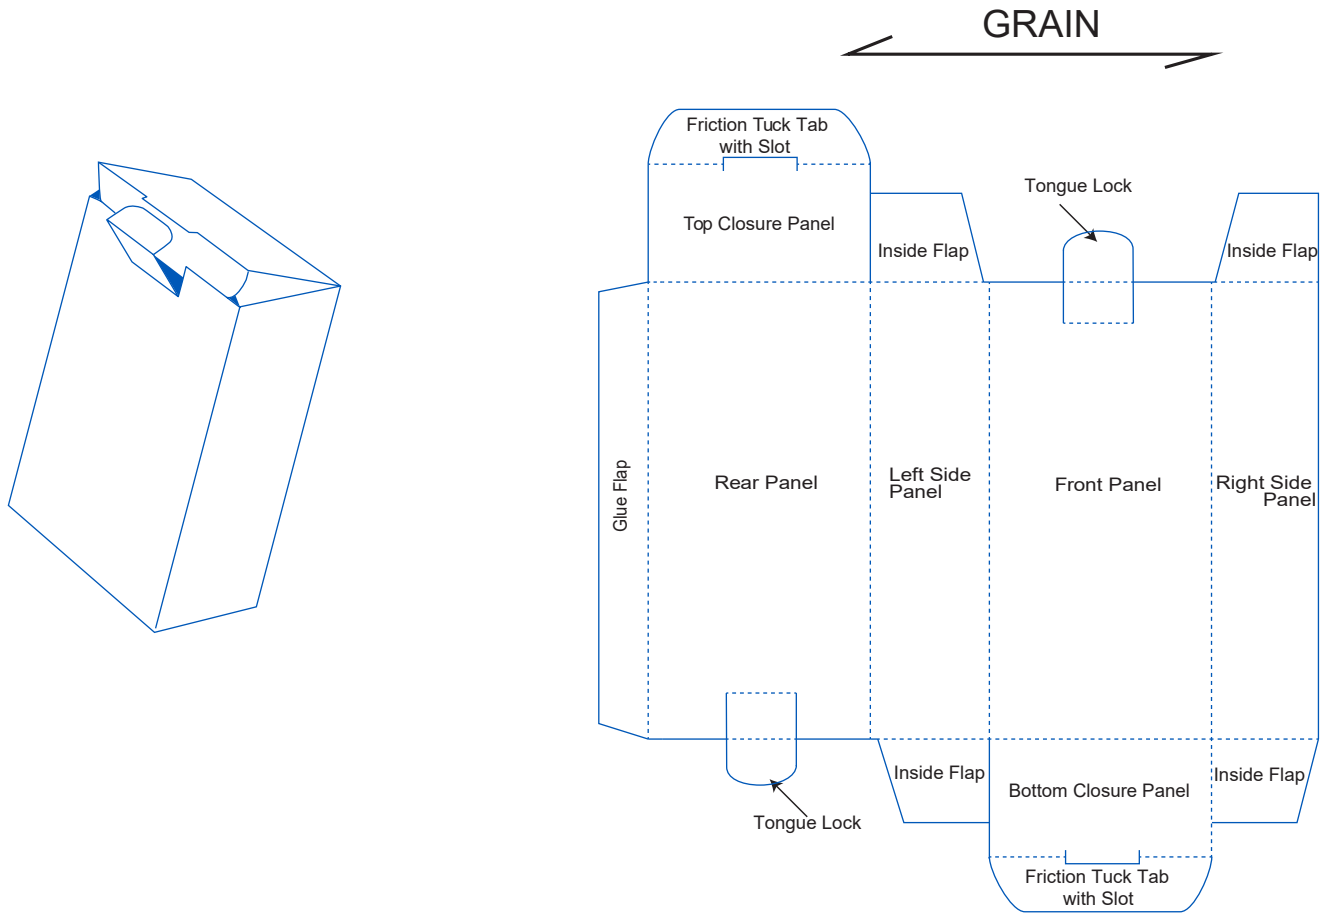 GRAIN
Friction Tuck Tab
with Slot
Tongue Lock
Top Closure Panel
Inside Flap
Inside Flap
Glue Flap
Rear Panel
Left Side
Panel
Front Panel
Right Side
Panel
Inside Flap
Bottom Closure Panel
Inside Flap
Tongue Lock
Friction Tuck Tab
with Slot